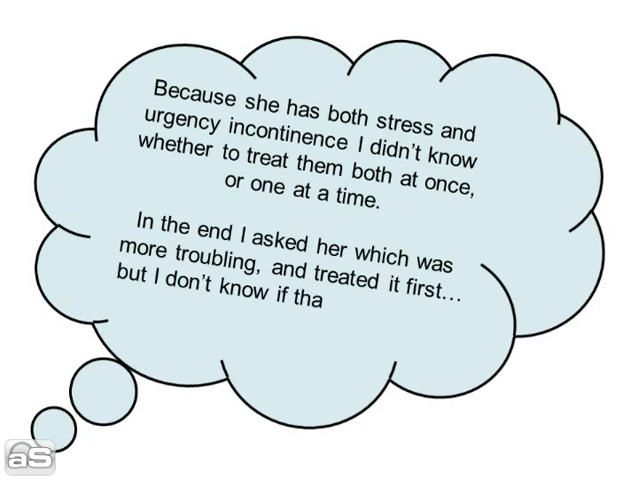 Because she has both stress and
urgency incontinence I didn't know
whether to treat them both at once,
or one at a time.
In the end I asked her which was
more troubling, and treated it first…
but I don't know if tha
aS